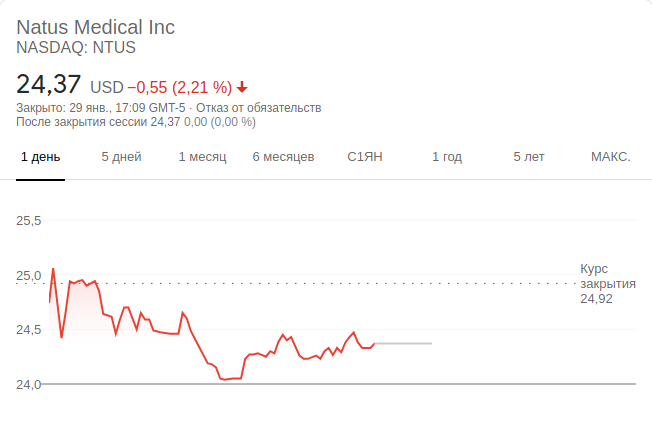 Natus Medical Inc
NASDAQ: NTUS
24,37 USD −0,55 (2,21 %)
Закрыто: 29 янв., 17:09 GMT-5 · Отказ от обязательств
После закрытия сессии 24,37 0,00 (0,00 %)
1 день 5 дней 1 месяц 6 месяцев С1ЯН 1 год 5 лет МАКС.
25,5
25,0
24,5
24,0
Курс
закрытия
24,92